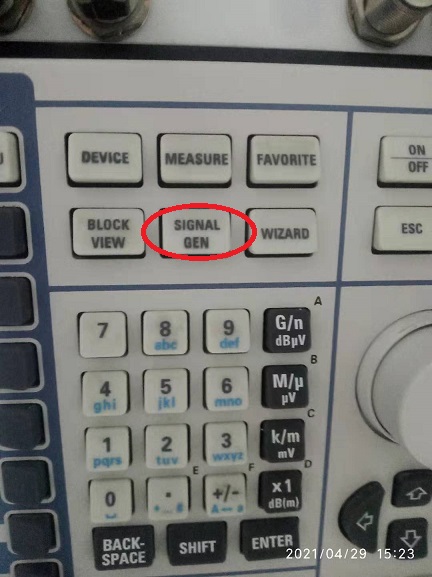 DEVICE
MEASURE
FAVORITE
ON
OFF
BLOCK
VIEW
SIGNAL
GEN
WIZARD
ESC
A
7
8
abc
9
def
G/n
dBµV
B
4
ghi
5
jkl
6
mno
M/µ
µV
C
1
pqrs
2
tuv
3
wxyz
k/m
mV
E
F
D
0
.
+/-
x1
dB(m)
BACK-
SPACE
SHIFT
ENTER
2021/04/29 15:23